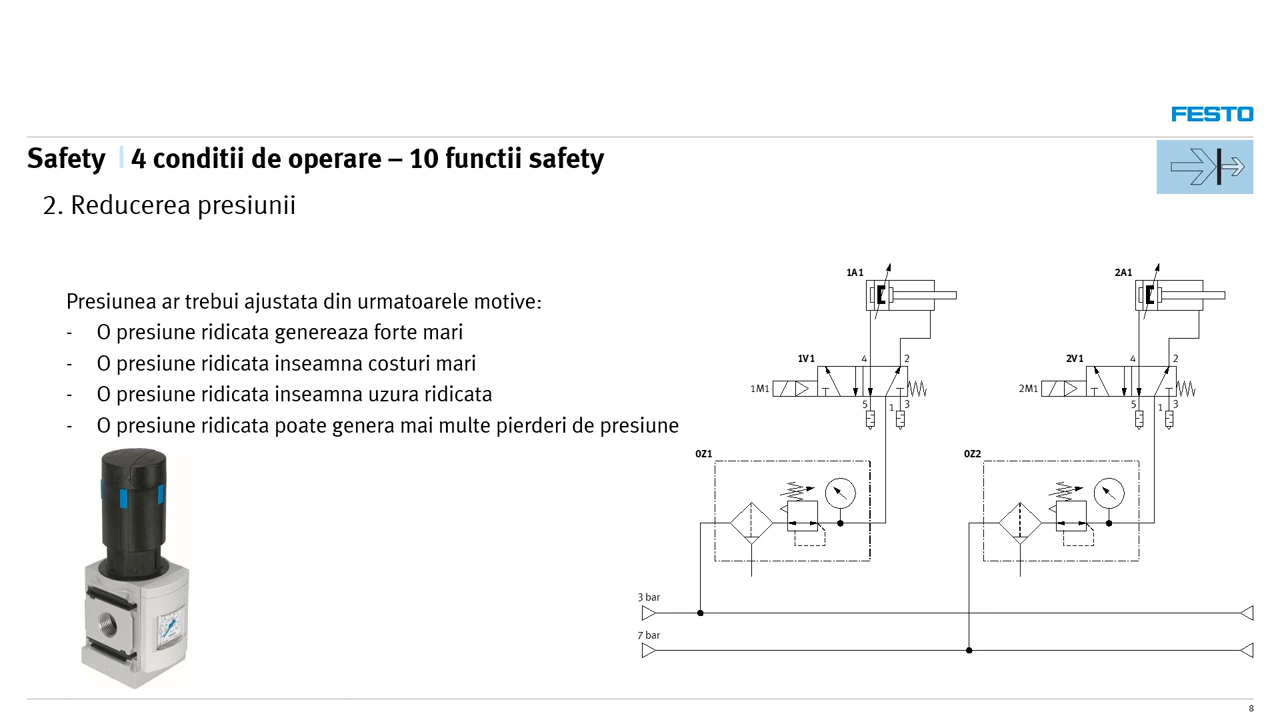 FESTO
Safety | 4 conditii de operare – 10 functii safety
2. Reducerea presiunii
Presiunea ar trebui ajustata din urmatoarele motive:
- O presiune ridicata genereaza forte mari
- O presiune ridicata inseamna costuri mari
- O presiune ridicata inseamna uzura ridicata
- O presiune ridicata poate genera mai multe pierderi de presiune
1A1
2A1
1V1
4
2
2V1
4
2
1M1
2M1
5
1
3
5
1
3
0Z1
0Z2
3 bar
7 bar
8